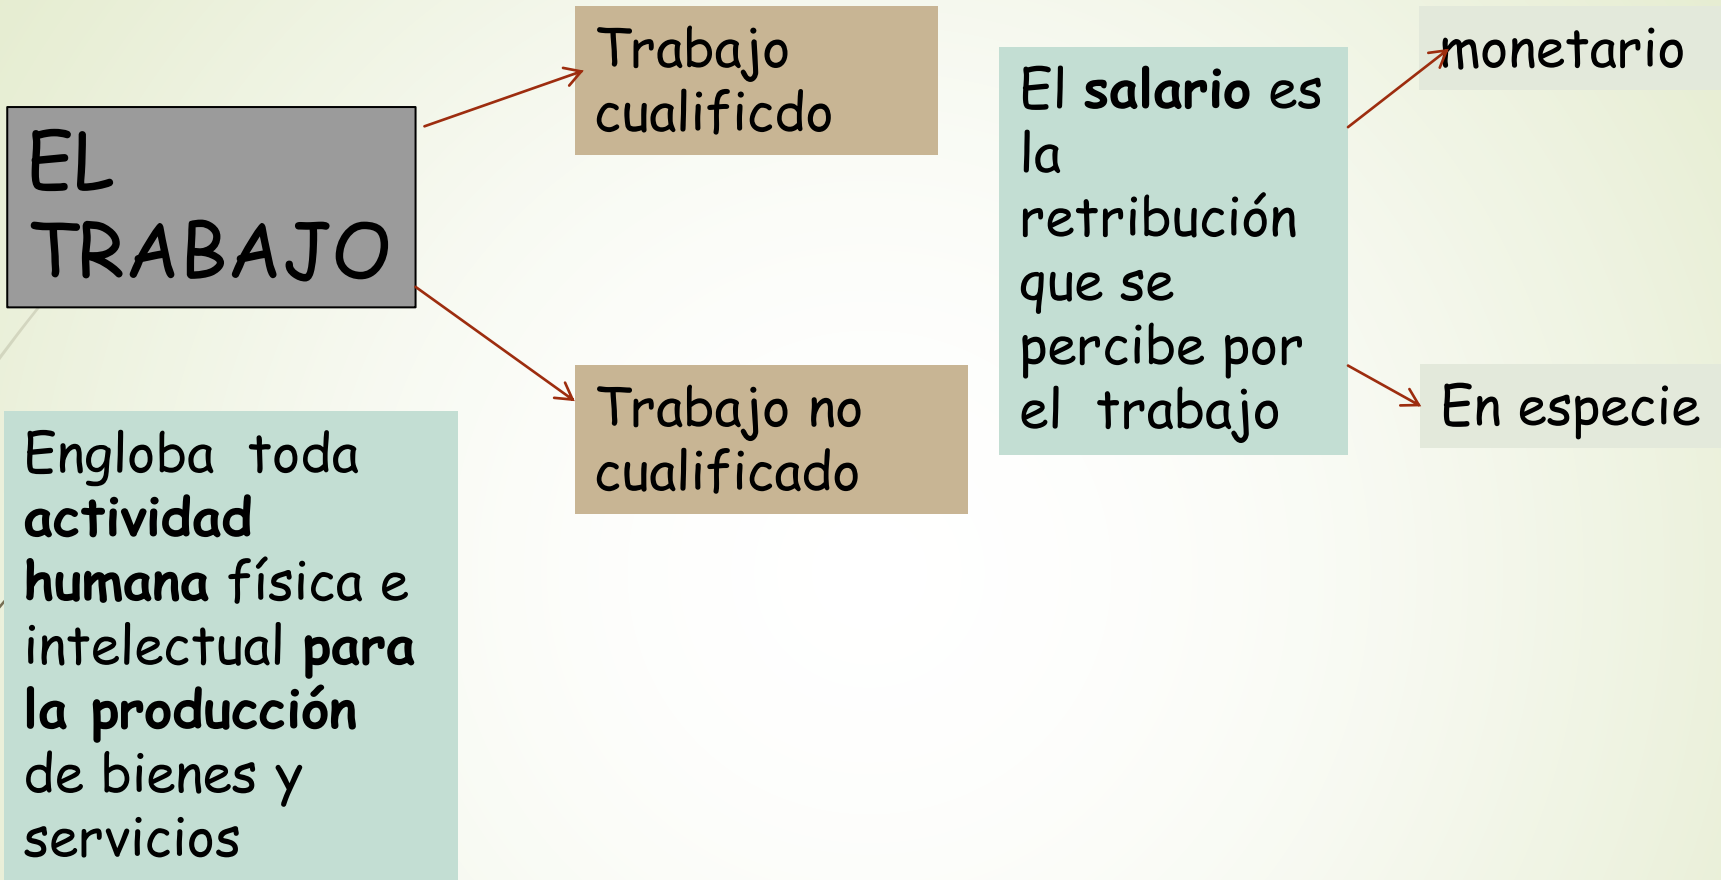 EL
TRABAJO
Engloba toda
actividad
humana física e
intelectual para
la producción
de bienes y
servicios
Trabajo
cualificdo
Trabajo no
cualificado
El salario es
la
retribución
que se
percibe por
el trabajo
monetario
En especie